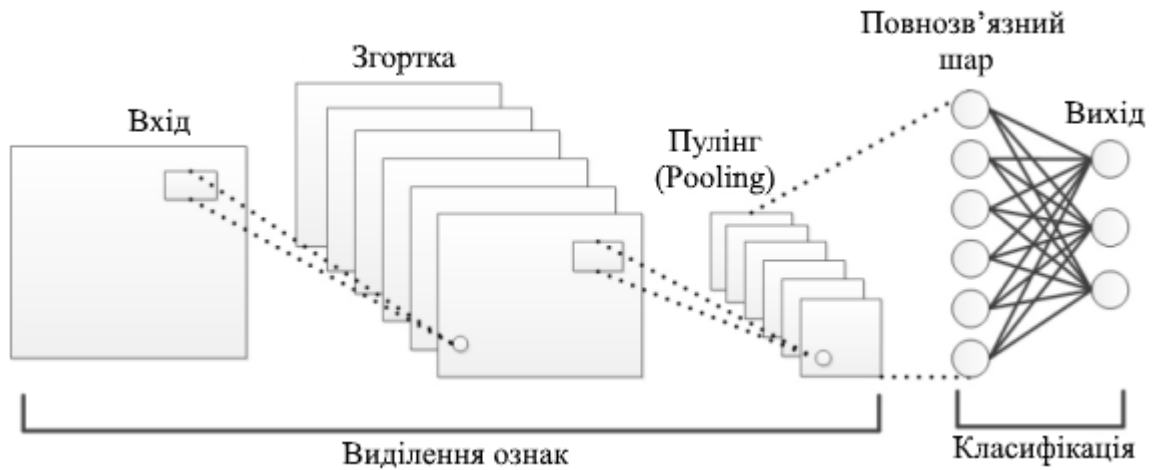 Вхід
Згортка
Пулінг
(Pooling)
Повнозв’язний
шар
Вихід
Виділення ознак
Класифікація